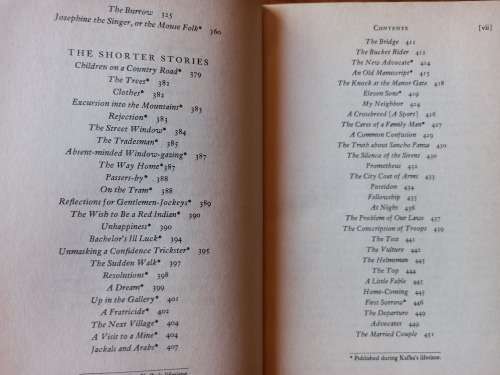 The Burrow 325
Josephine the Singer, or the Mouse Folk* 360
THE SHORTER STORIES
Children on a Country Road* 379
The Trees* 382
Clothes* 382
Excursion into the Mountains* 383
Rejection* 383
The Street Window* 384
The Tradesman* 385
Absent-minded Window-gazing* 387
The Way Home* 387
Passers-by* 388
On the Tram* 388
Reflections for Gentlemen-Jockeys* 389
The Wish to Be a Red Indian* 390
Unhappiness* 390
Bachelor's Ill Luck* 394
Unmasking a Confidence Trickster* 395
The Sudden Walk* 397
Resolutions* 398
A Dream* 399
Up in the Gallery* 401
A Fratricide* 402
The Next Village* 404
A Visit to a Mine* 404
Jackals and Arabs* 407
CONTENTS [vii]
The Bridge 411
The Bucket Rider 412
The New Advocate* 414
An Old Manuscript* 415
The Knock at the Manor Gate 418
Eleven Sons* 419
My Neighbor 424
A Crossbreed [A Sport] 426
The Cares of a Family Man* 427
A Common Confusion 429
The Truth about Sancho Panza 430
The Silence of the Sirens 430
Prometheus 432
The City Coat of Arms 433
Poseidon 434
Fellowship 435
At Night 436
The Problem of Our Laws 437
The Conscription of Troops 439
The Test 441
The Vulture 442
The Helmsman 443
The Top 444
A Little Fable 445
Home-Coming 445
First Sorrow* 446
The Departure 449
Advocates 449
The Married Couple 451
* Published during Kafka's lifetime.